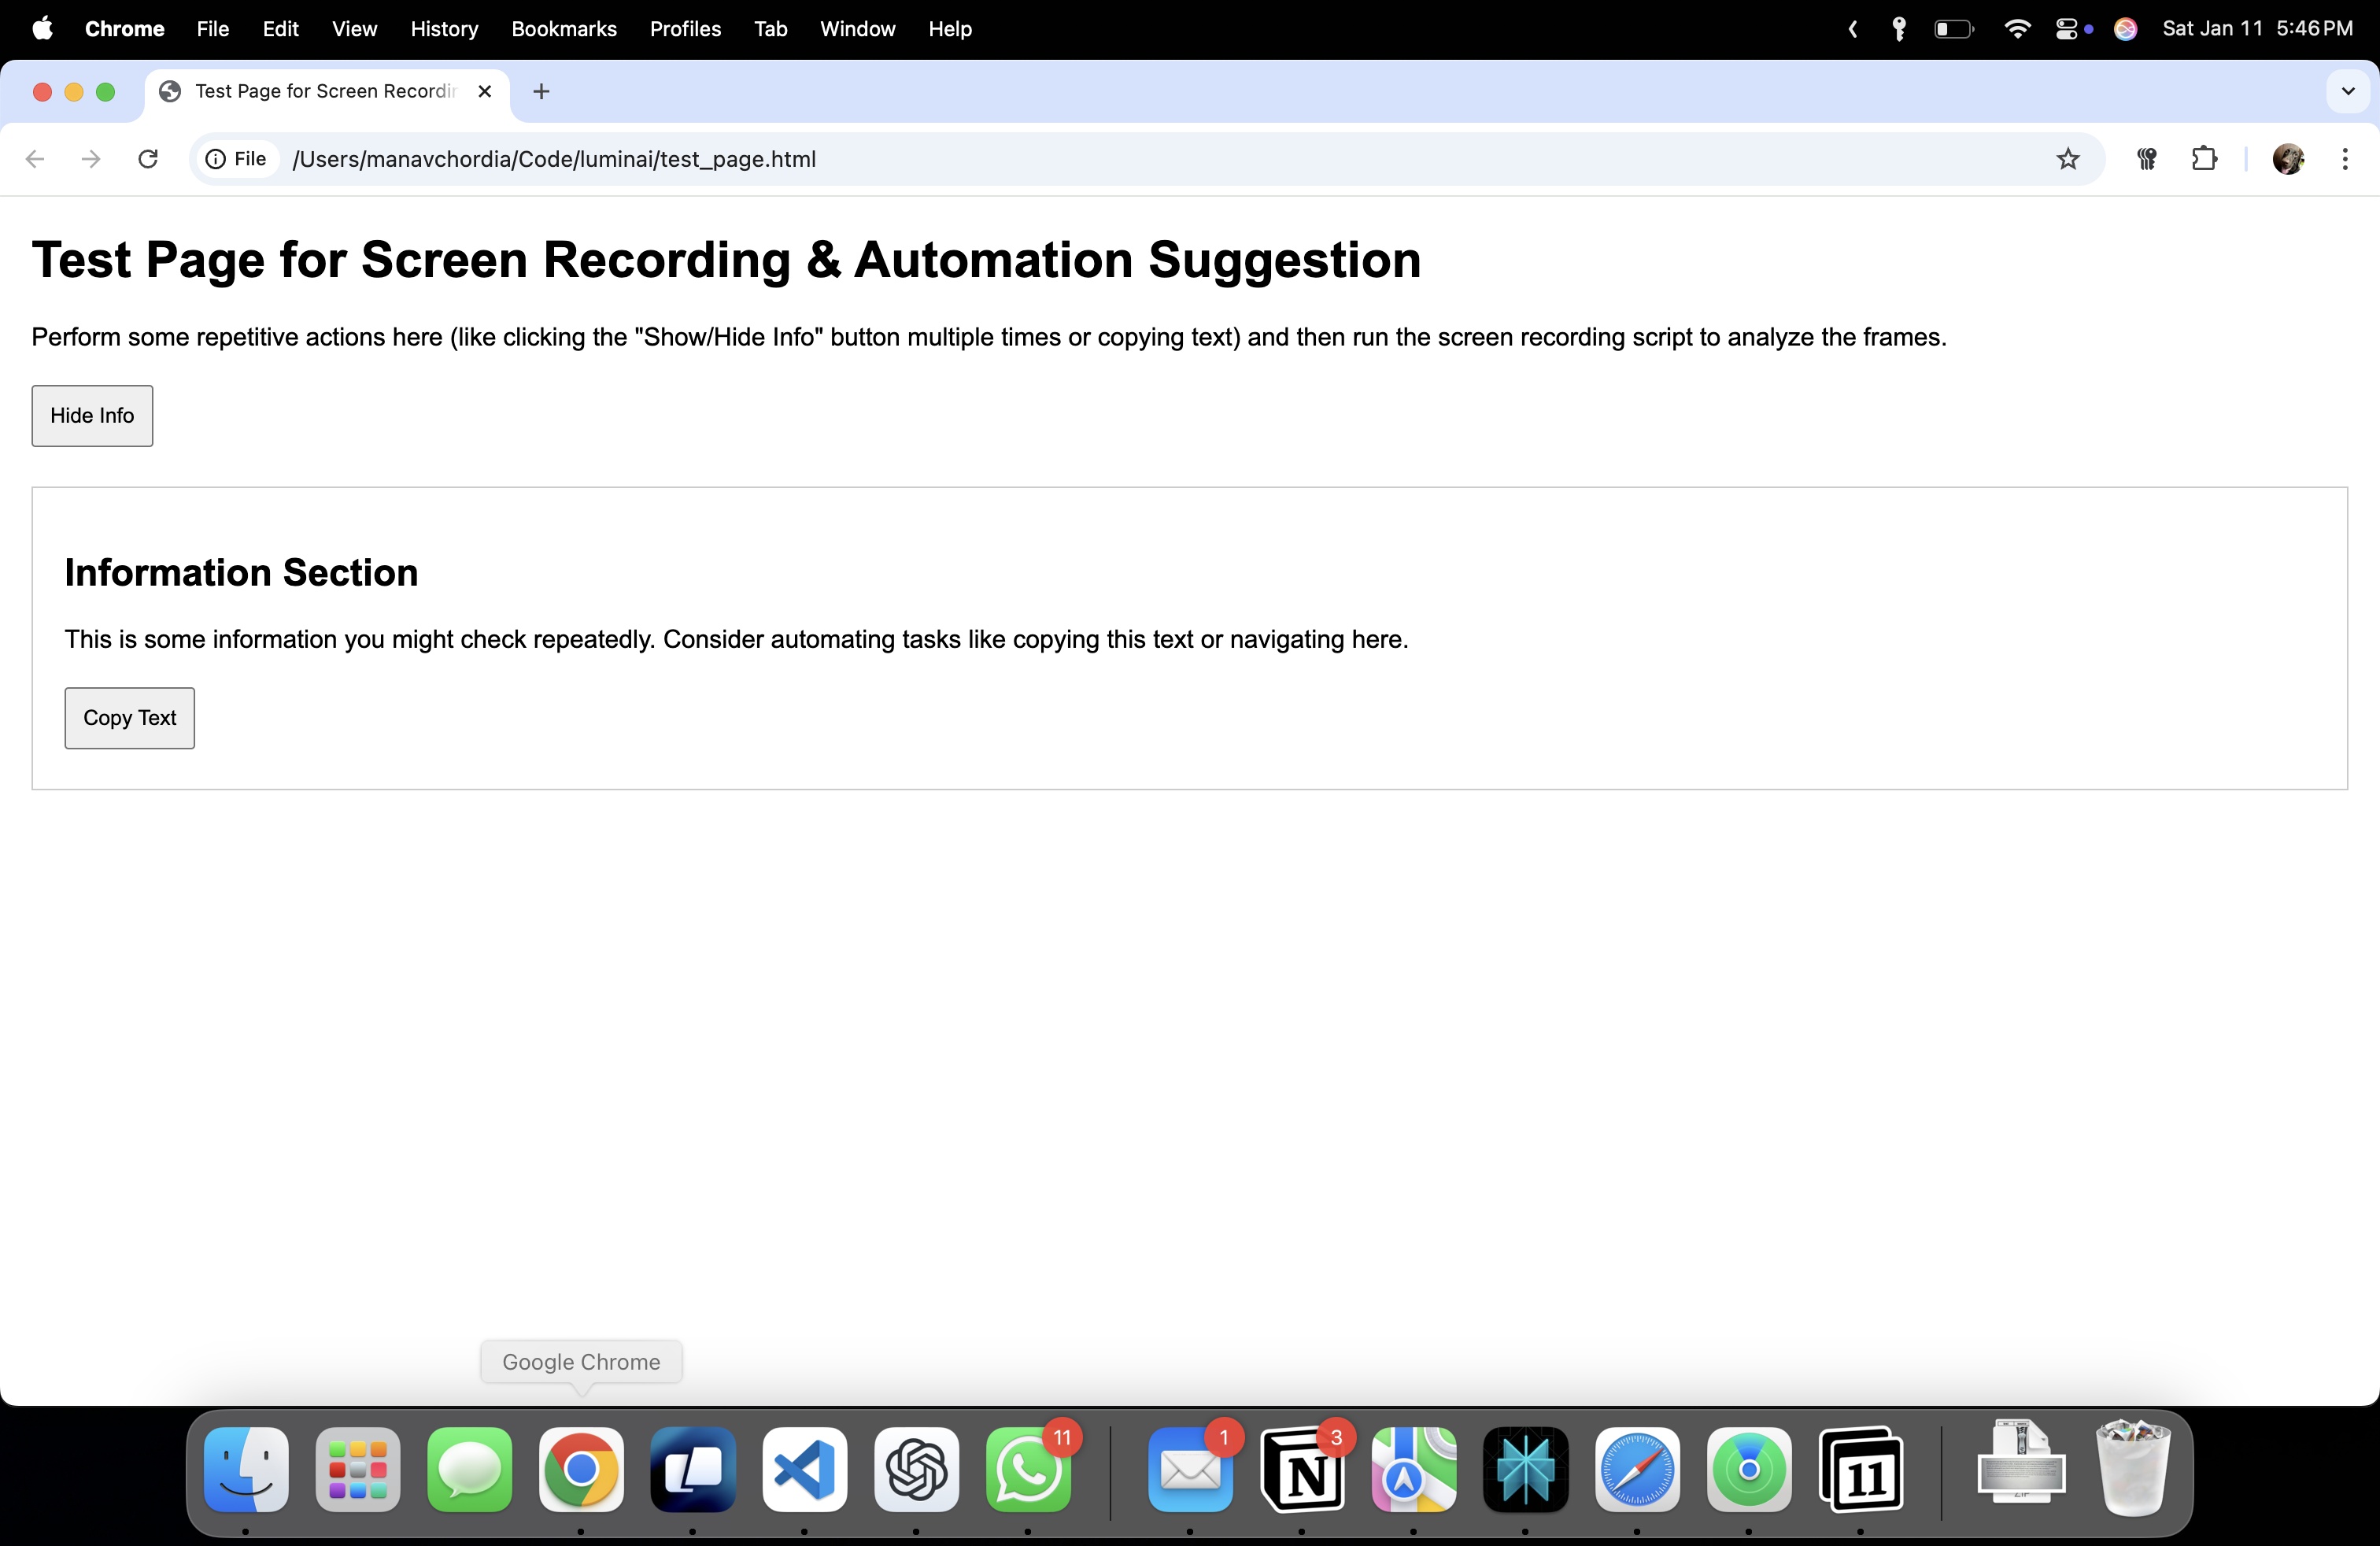 Chrome File Edit View History Bookmarks Profiles Tab Window Help Sat Jan 11 5:46 PM
Test Page for Screen Recordin
File /Users/manavchordia/Code/luminai/test_page.html
Test Page for Screen Recording & Automation Suggestion
Perform some repetitive actions here (like clicking the "Show/Hide Info" button multiple times or copying text) and then run the screen recording script to analyze the frames.
Hide Info
Information Section
This is some information you might check repeatedly. Consider automating tasks like copying this text or navigating here.
Copy Text
Google Chrome
11 1 3
N 11
ZIP